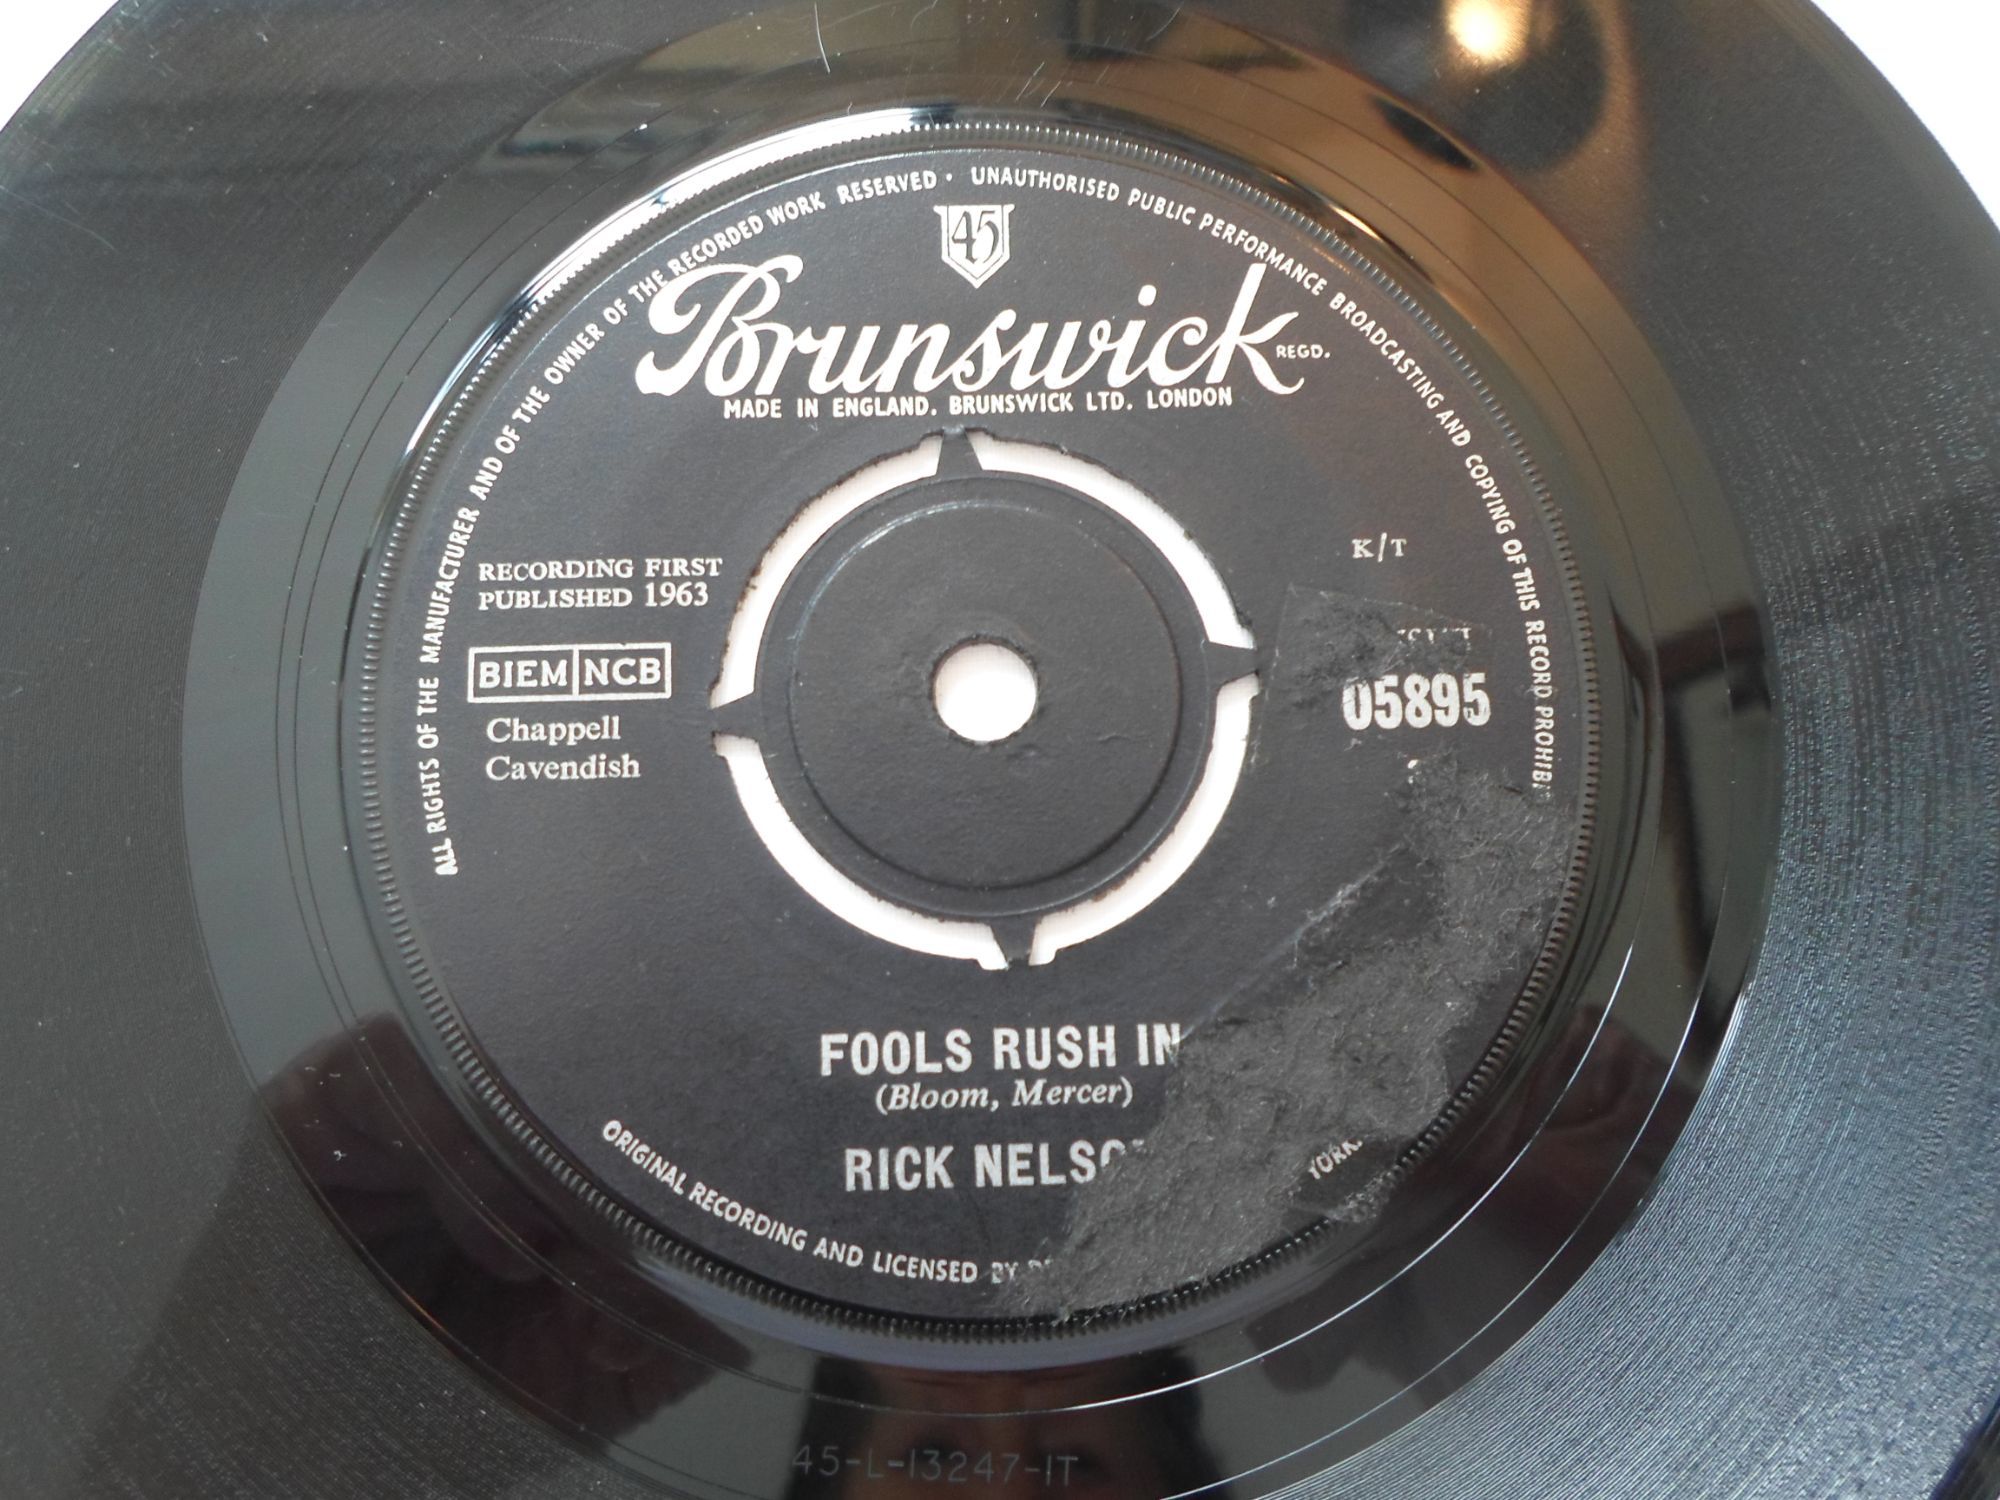 ALL RIGHTS OF THE MANUFACTURER AND OF THE OWNER OF THE RECORDED WORK RESERVED • UNAUTHORISED PUBLIC PERFORMANCE BROADCASTING AND COPYING OF THIS RECORD
45
Brunswick REGD.
MADE IN ENGLAND. BRUNSWICK LTD. LONDON
K/T
RECORDING FIRST
PUBLISHED 1963
BIEM NCB
05895
Chappell
Cavendish
FOOLS RUSH IN
(Bloom, Mercer)
RICK
ORIGINAL RECORDING AND LICENSED BY
YORK.
45-L-13247-1T